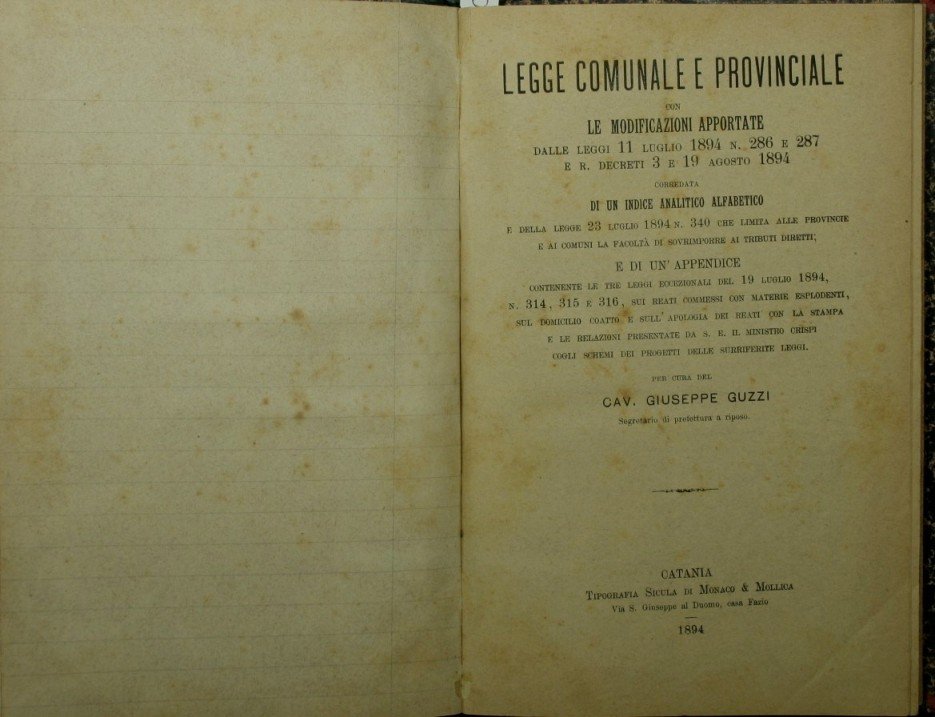 LEGGE COMUNALE E PROVINCIALE
CON
LE MODIFICAZIONI APPORTATE
DALLE LEGGI 11 LUGLIO 1894 N. 286 E 287
E R. DECRETI 3 E 19 AGOSTO 1894
CORREDATA
DI UN INDICE ANALITICO ALFABETICO
E DELLA LEGGE 23 LUGLIO 1894 N. 340 CHE LIMITA ALLE PROVINCIE
E AI COMUNI LA FACOLTÀ DI SOVRIMPORRE AI TRIBUTI DIRETTI;
E DI UN' APPENDICE
CONTENENTE LE TRE LEGGI ECCEZIONALI DEL 19 LUGLIO 1894,
N. 314, 315 E 316, SUI REATI COMMESSI CON MATERIE ESPLODENTI,
SUL DOMICILIO COATTO E SULL' APOLOGIA DEI REATI CON LA STAMPA
E LE RELAZIONI PRESENTATE DA S. E. IL MINISTRO CRISPI
COGLI SCHEMI DEI PROGETTI DELLE SURRIFERITE LEGGI.
PER CURA DEL
CAV. GIUSEPPE GUZZI
Segretario di prefettura a riposo.
CATANIA
TIPOGRAFIA SICULA DI MONACO & MOLLICA
Via S. Giuseppe al Duomo, casa Fazio
1894